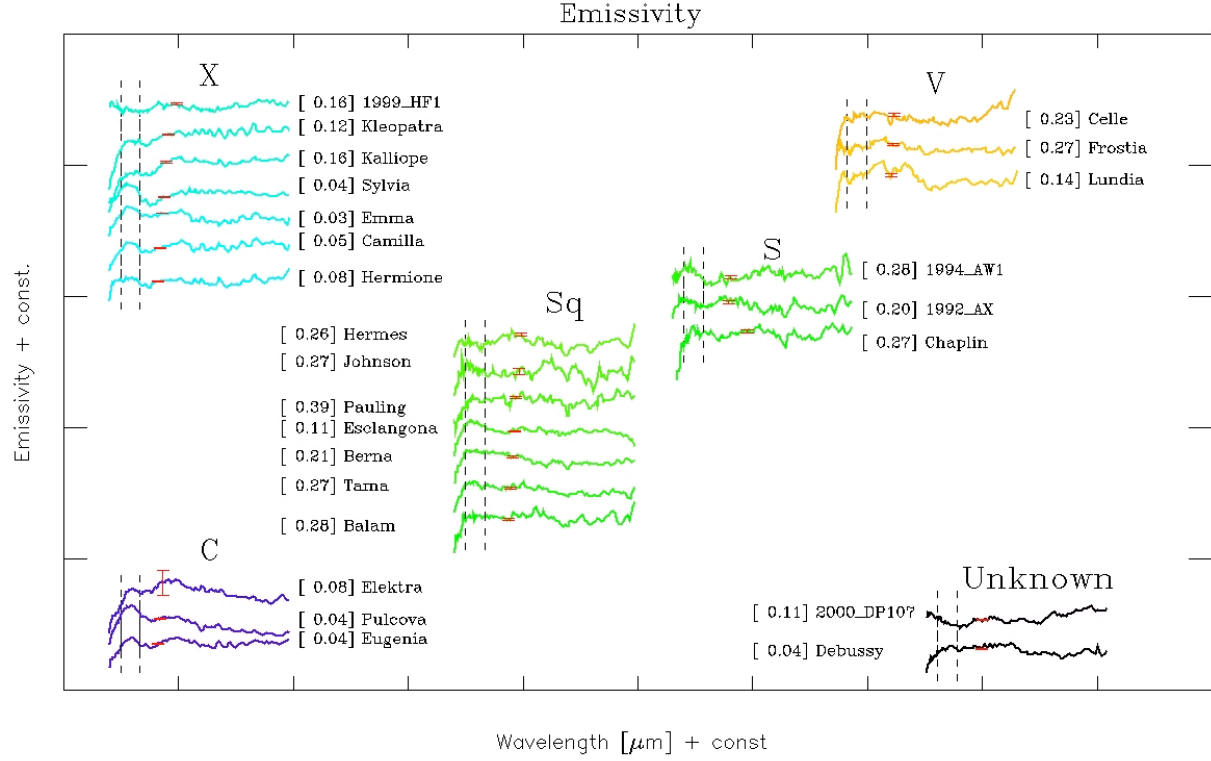 Emissivity
X
[ 0.16] 1999_HF1
[ 0.12] Kleopatra
[ 0.16] Kalliope
[ 0.04] Sylvia
[ 0.03] Emma
[ 0.05] Camilla
[ 0.08] Hermione
V
[ 0.23] Celle
[ 0.27] Frostia
[ 0.14] Lundia
S
[ 0.28] 1994_AW1
[ 0.20] 1992_AX
[ 0.27] Chaplin
Sq
[ 0.26] Hermes
[ 0.27] Johnson
[ 0.39] Pauling
[ 0.11] Esclangona
[ 0.21] Berna
[ 0.27] Tama
[ 0.28] Balam
C
[ 0.08] Elektra
[ 0.04] Pulcova
[ 0.04] Eugenia
Unknown
[ 0.11] 2000_DP107
[ 0.04] Debussy
Emissivity + const.
Wavelength [μm] + const